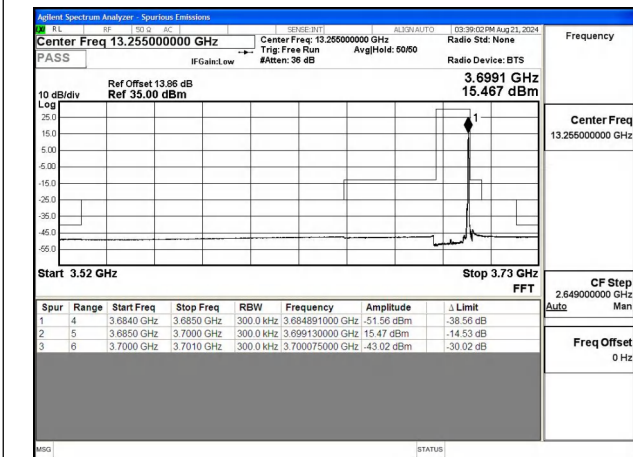 Agilent Spectrum Analyzer - Spurious Emissions
RL RF 50 Ω AC SENSE:INT ALIGN AUTO 03:39:02 PM Aug 21, 2024
Center Freq 13.255000000 GHz
Center Freq: 13.255000000 GHz
Radio Std: None
PASS
IFGain:Low
Trig: Free Run
Avg|Hold: 50/50
#Atten: 36 dB
Radio Device: BTS
Ref Offset 13.86 dB
3.6991 GHz
10 dB/div
Ref 35.00 dBm
15.467 dBm
Log
25.0
15.0
5.00
-5.00
-15.0
-25.0
-35.0
-45.0
-55.0
1
Start 3.52 GHz
Stop 3.73 GHz
FFT
Spur Range Start Freq Stop Freq RBW Frequency Amplitude Δ Limit
1 4 3.6840 GHz 3.6850 GHz 300.0 kHz 3.684891000 GHz -51.56 dBm -38.56 dB
2 5 3.6850 GHz 3.7000 GHz 300.0 kHz 3.699130000 GHz 15.47 dBm -14.53 dB
3 6 3.7000 GHz 3.7010 GHz 300.0 kHz 3.700075000 GHz -43.02 dBm -30.02 dB
Frequency
Center Freq
13.255000000 GHz
CF Step
2.649000000 GHz
Auto Man
Freq Offset
0 Hz
MSG
STATUS